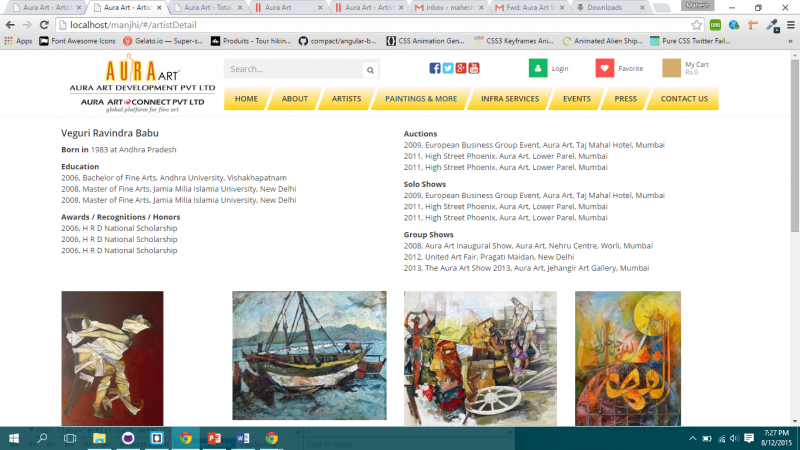 Aura Art - Artis
Aura Art - Artis
Aura Art - Total
Aura Art
Aura Art - Artis
Inbox - mahesh
Fwd: Aura Art W
Downloads
Mahesh
localhost/manjhi/#/artistDetail
Apps
Font Awesome Icons
Gelato.io — Super-s...
Produits - Tour hikin...
compact/angular-b...
CSS Animation Gen...
CSS3 Keyframes Ani...
Animated Alien Ship...
Pure CSS Twitter Fail...
AURA ART
AURA ART DEVELOPMENT PVT LTD
AURA ART CONNECT PVT LTD
global platform for fine art
Search...
Login
Favorite
My Cart
Rs.0
HOME
ABOUT
ARTISTS
PAINTINGS & MORE
INFRA SERVICES
EVENTS
PRESS
CONTACT US
Veguri Ravindra Babu
Born in 1983 at Andhra Pradesh
Education
2006, Bachelor of Fine Arts, Andhra University, Vishakhapatnam
2008, Master of Fine Arts, Jamia Milia Islamia University, New Delhi
2008, Master of Fine Arts, Jamia Milia Islamia University, New Delhi
Awards / Recognitions / Honors
2006, H R D National Scholarship
2006, H R D National Scholarship
2006, H R D National Scholarship
Auctions
2009, European Business Group Event, Aura Art, Taj Mahal Hotel, Mumbai
2011, High Street Phoenix, Aura Art, Lower Parel, Mumbai
2011, High Street Phoenix, Aura Art, Lower Parel, Mumbai
Solo Shows
2009, European Business Group Event, Aura Art, Taj Mahal Hotel, Mumbai
2011, High Street Phoenix, Aura Art, Lower Parel, Mumbai
2011, High Street Phoenix, Aura Art, Lower Parel, Mumbai
Group Shows
2008, Aura Art Inaugural Show, Aura Art, Nehru Centre, Worli, Mumbai
2012, United Art Fair, Pragati Maidan, New Delhi
2013, The Aura Art Show 2013, Aura Art, Jehangir Art Gallery, Mumbai
7:27 PM
8/12/2015